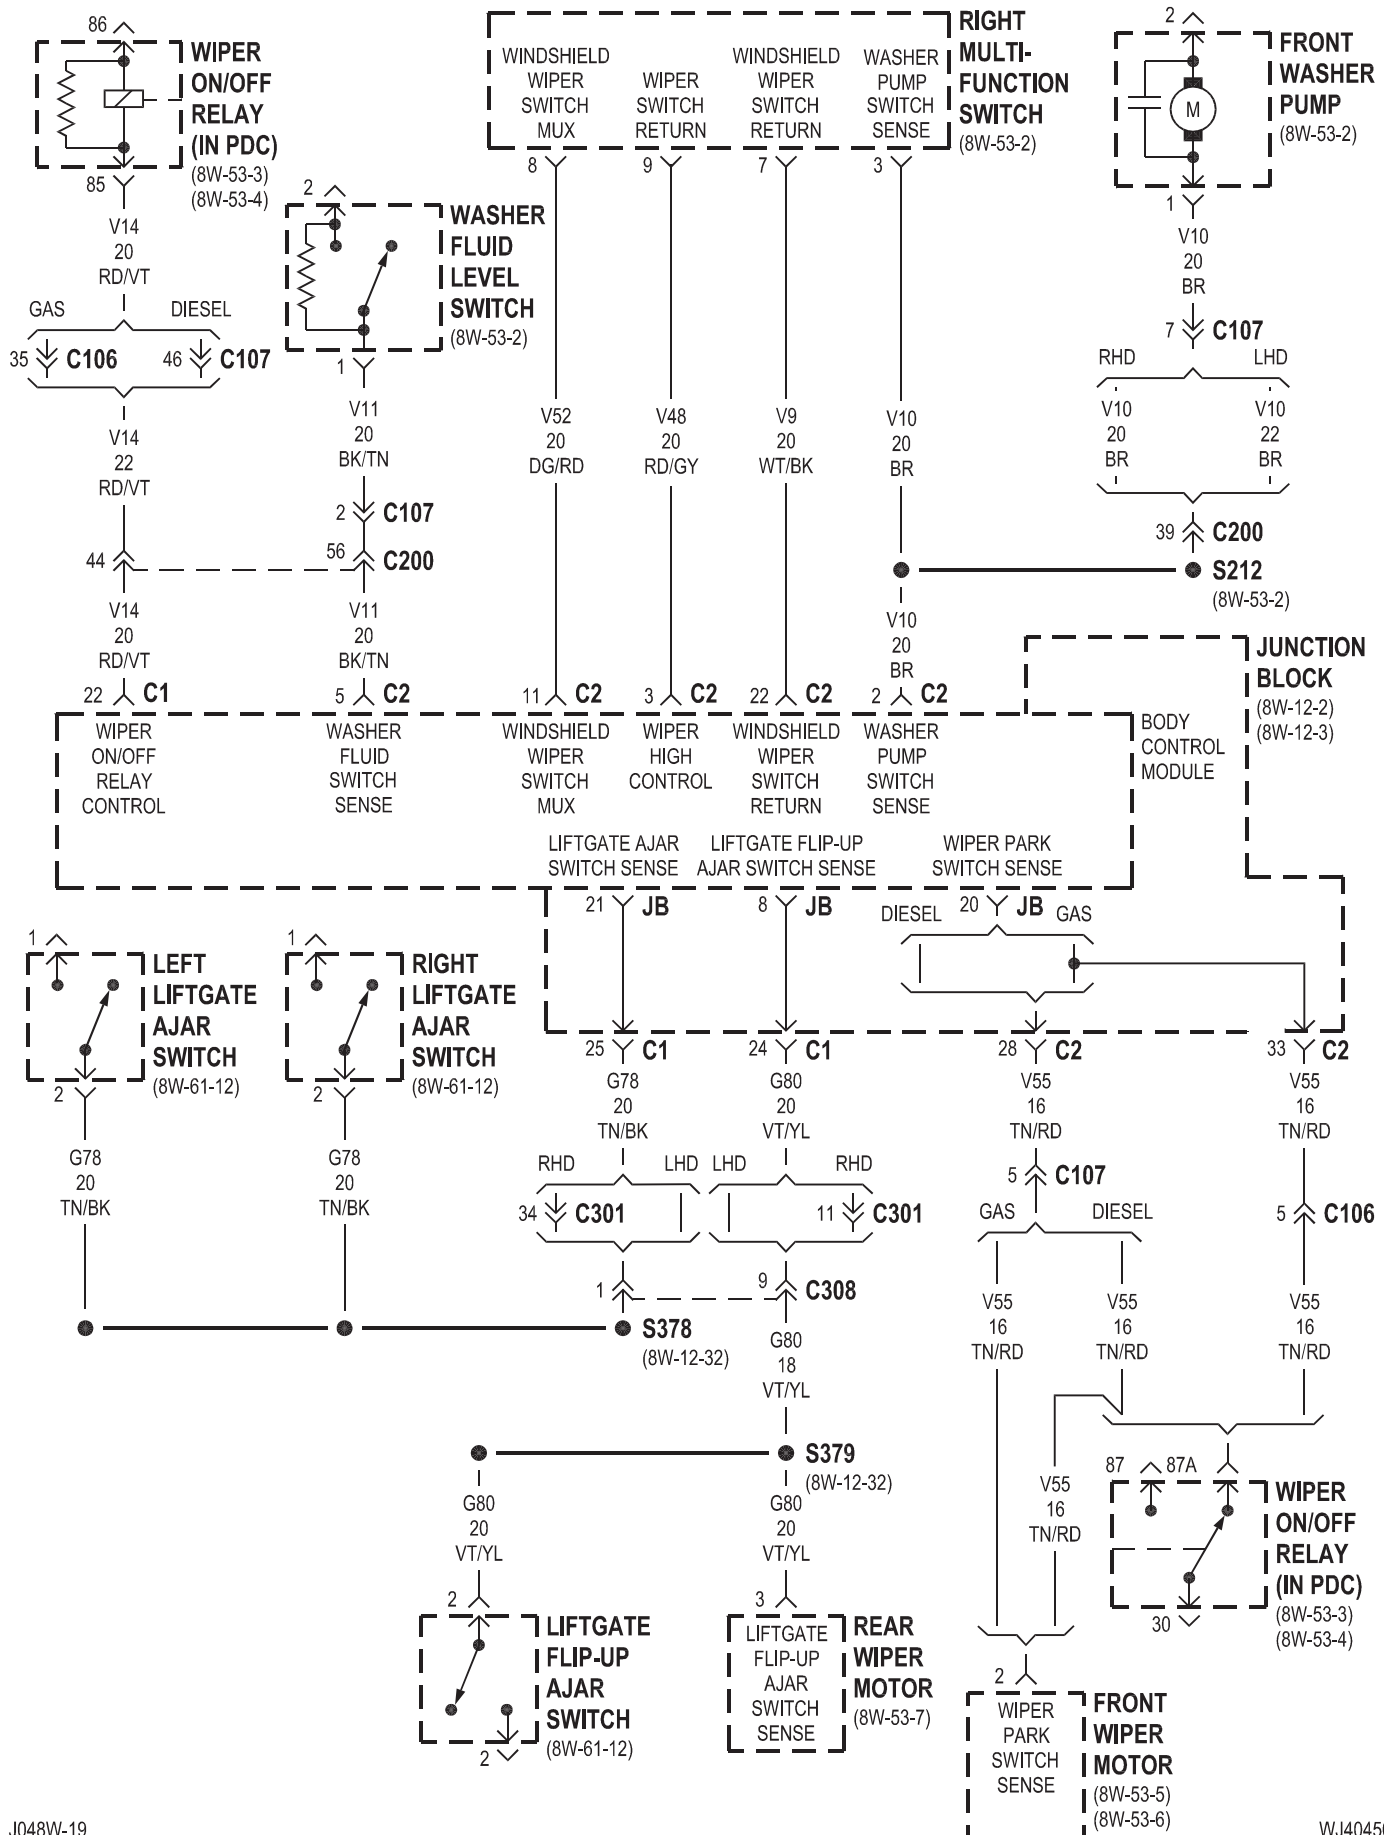 86
WIPER
ON/OFF
RELAY
(IN PDC)
(8W-53-3)
(8W-53-4)
85
V14
20
RD/VT
GAS
DIESEL
35 C106
46 C107
V14
22
RD/VT
44
V14
20
RD/VT
22 C1
2
WASHER
FLUID
LEVEL
SWITCH
(8W-53-2)
1
V11
20
BK/TN
2 C107
56 C200
V11
20
BK/TN
5 C2
RIGHT
MULTI-
FUNCTION
SWITCH
(8W-53-2)
WINDSHIELD
WIPER
SWITCH
MUX
8
V52
20
DG/RD
11 C2
WIPER
SWITCH
RETURN
9
V48
20
RD/GY
3 C2
WINDSHIELD
WIPER
SWITCH
RETURN
7
V9
20
WT/BK
22 C2
WASHER
PUMP
SWITCH
SENSE
3
V10
20
BR
V10
20
BR
2 C2
2
FRONT
WASHER
PUMP
(8W-53-2)
M
1
V10
20
BR
7 C107
RHD
LHD
V10
20
BR
V10
22
BR
39 C200
S212
(8W-53-2)
JUNCTION
BLOCK
(8W-12-2)
(8W-12-3)
BODY
CONTROL
MODULE
WIPER
ON/OFF
RELAY
CONTROL
WASHER
FLUID
SWITCH
SENSE
WINDSHIELD
WIPER
SWITCH
MUX
WIPER
HIGH
CONTROL
WINDSHIELD
WIPER
SWITCH
RETURN
WASHER
PUMP
SWITCH
SENSE
LIFTGATE AJAR
SWITCH SENSE
LIFTGATE FLIP-UP
AJAR SWITCH SENSE
WIPER PARK
SWITCH SENSE
21 JB
8 JB
20 JB
DIESEL
GAS
1
LEFT
LIFTGATE
AJAR
SWITCH
(8W-61-12)
2
G78
20
TN/BK
1
RIGHT
LIFTGATE
AJAR
SWITCH
(8W-61-12)
2
G78
20
TN/BK
25 C1
G78
20
TN/BK
24 C1
G80
20
VT/YL
28 C2
V55
16
TN/RD
33 C2
V55
16
TN/RD
RHD
LHD
LHD
RHD
34 C301
11 C301
5 C107
5 C106
GAS
DIESEL
1
9 C308
S378
(8W-12-32)
G80
18
VT/YL
V55
16
TN/RD
V55
16
TN/RD
V55
16
TN/RD
S379
(8W-12-32)
G80
20
VT/YL
G80
20
VT/YL
V55
16
TN/RD
87
87A
WIPER
ON/OFF
RELAY
(IN PDC)
(8W-53-3)
(8W-53-4)
30
2
LIFTGATE
FLIP-UP
AJAR
SWITCH
(8W-61-12)
2
3
LIFTGATE
FLIP-UP
AJAR
SWITCH
SENSE
REAR
WIPER
MOTOR
(8W-53-7)
2
WIPER
PARK
SWITCH
SENSE
FRONT
WIPER
MOTOR
(8W-53-5)
(8W-53-6)
J048W-19